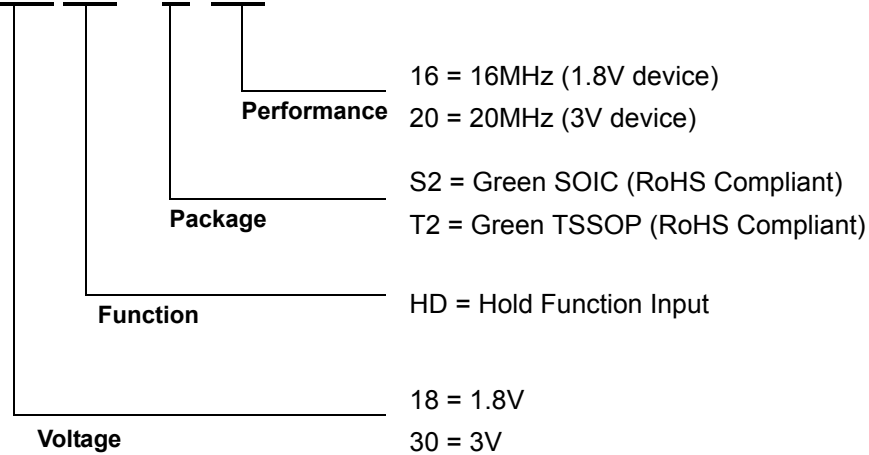 16 = 16MHz (1.8V device)
Performance
20 = 20MHz (3V device)
S2 = Green SOIC (RoHS Compliant)
Package
T2 = Green TSSOP (RoHS Compliant)
HD = Hold Function Input
Function
18 = 1.8V
Voltage
30 = 3V